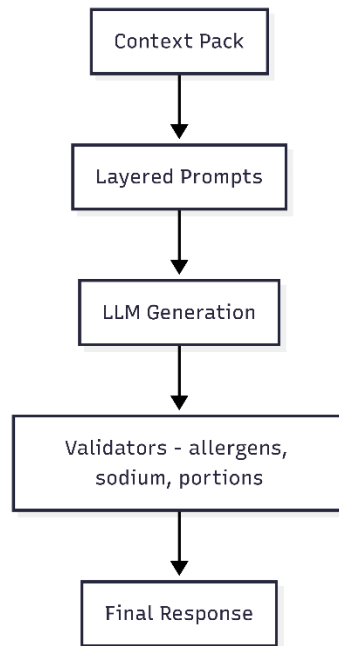 Context Pack
Layered Prompts
LLM Generation
Validators - allergens,
sodium, portions
Final Response